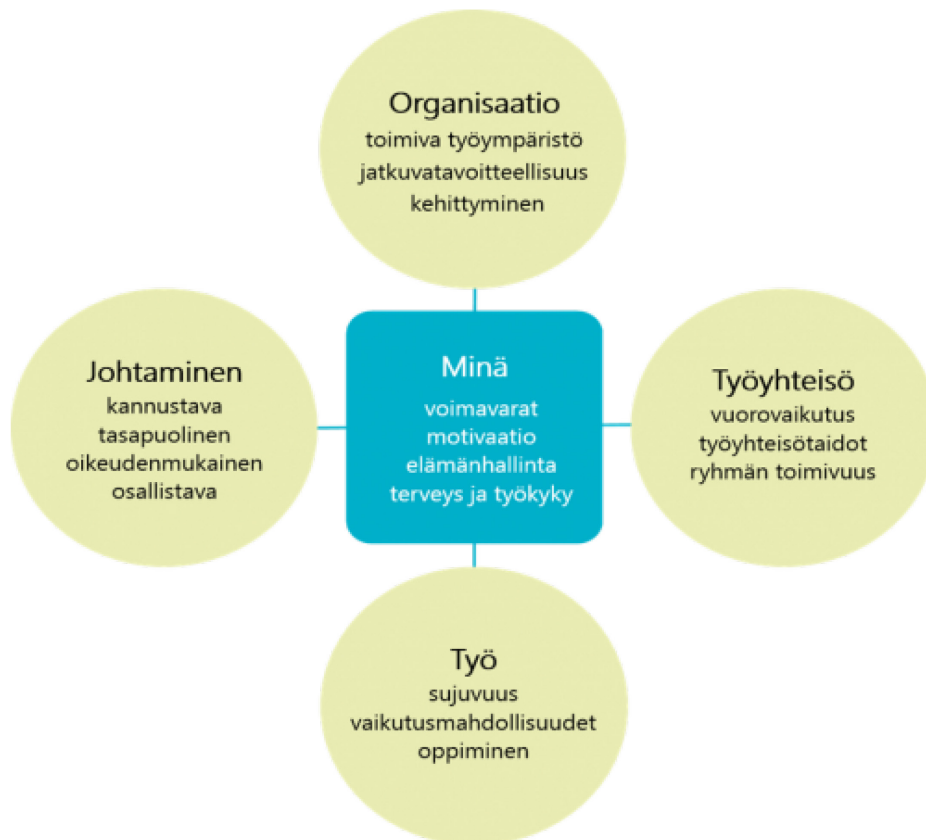 Organisaatio
toimiva työympäristö
jatkuvatavoitteellisuus
kehittyminen
Johtaminen
kannustava
tasapuolinen
oikeudenmukainen
osallistava
Minä
voimavarat
motivaatio
elämänhallinta
terveys ja työkyky
Työyhteisö
vuorovaikutus
työyhteisötaidot
ryhmän toimivuus
Työ
sujuvuus
vaikutusmahdollisuudet
oppiminen